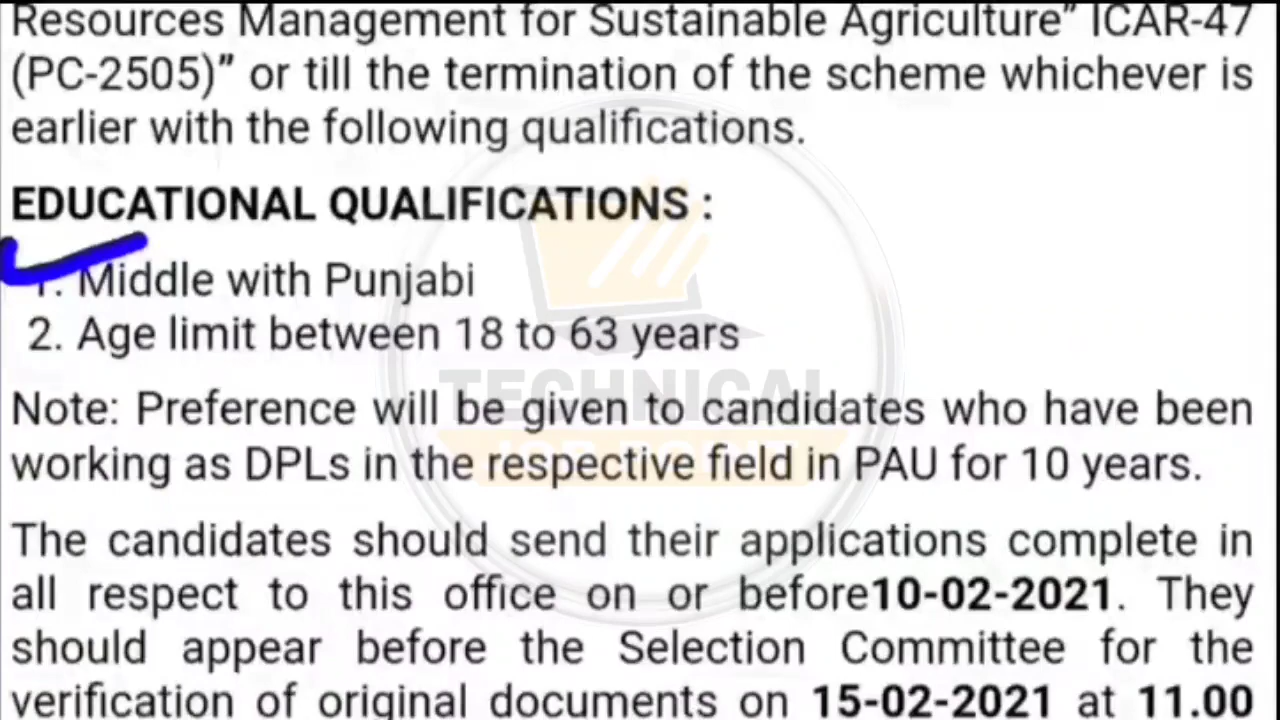 Resources Management for Sustainable Agriculture" ICAR-47
(PC-2505)" or till the termination of the scheme whichever is
earlier with the following qualifications.
EDUCATIONAL QUALIFICATIONS :
1. Middle with Punjabi
2. Age limit between 18 to 63 years
TECHNICAL
Note: Preference will be given to candidates who have been
working as DPLs in the respective field in PAU for 10 years.
The candidates should send their applications complete in
all respect to this office on or before10-02-2021. They
should appear before the Selection Committee for the
verification of original documents on 15-02-2021 at 11.00